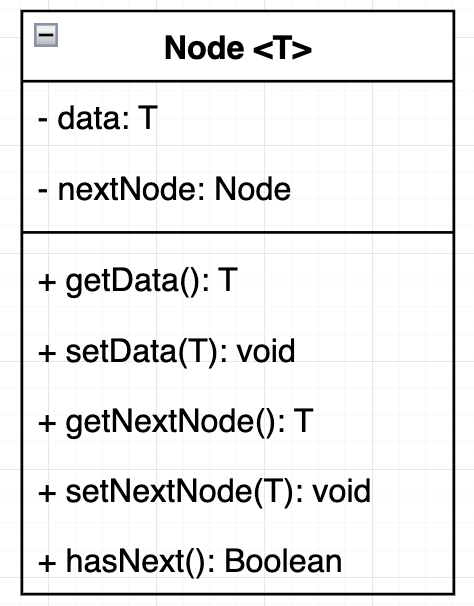 Node <T>
- data: T
- nextNode: Node
+ getData(): T
+ setData(T): void
+ getNextNode(): T
+ setNextNode(T): void
+ hasNext(): Boolean